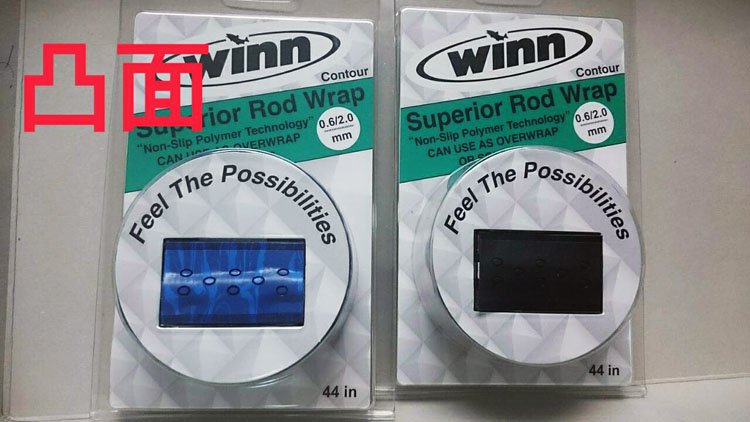 凸面
winn
Contour
Superior Rod Wrap
"Non-Slip Polymer Technology"
CAN USE AS OVERWRAP
0.6/2.0
mm
Feel The Possibilities
44 in
winn
Contour
Superior Rod Wrap
"Non-Slip Polymer Technology"
CAN USE AS OVERWRAP
0.6/2.0
mm
Feel The Possibilities
44 in